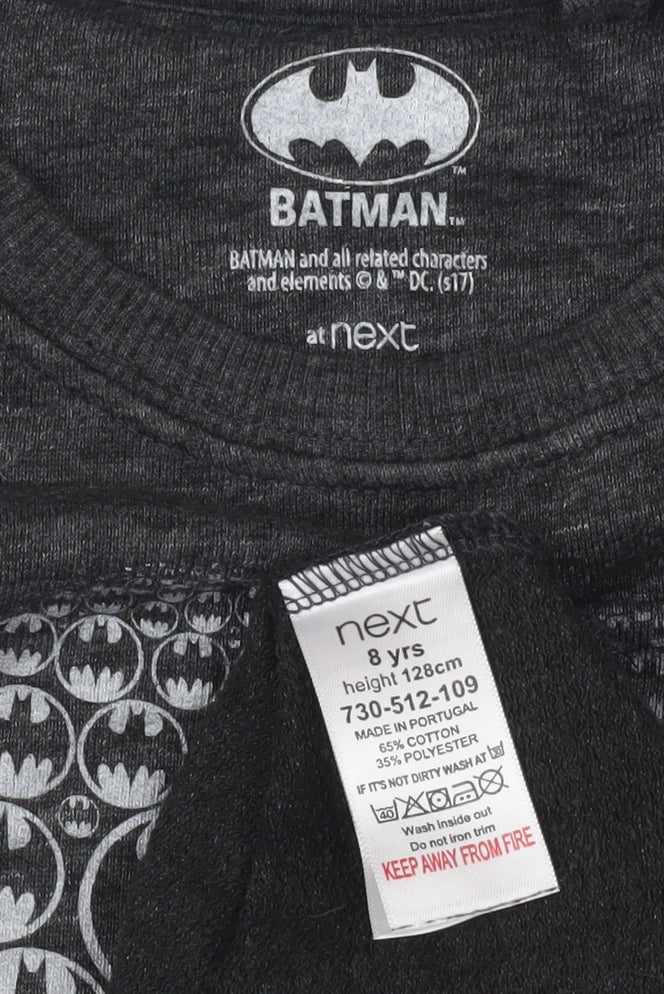 ™
BATMAN™
BATMAN and all related characters
and elements © & ™ DC. (s17)
at next
next
8 yrs
height 128cm
730-512-109
MADE IN PORTUGAL
65% COTTON
35% POLYESTER
IF IT'S NOT DIRTY WASH AT 30
40
Wash inside out
Do not iron trim
KEEP AWAY FROM FIRE